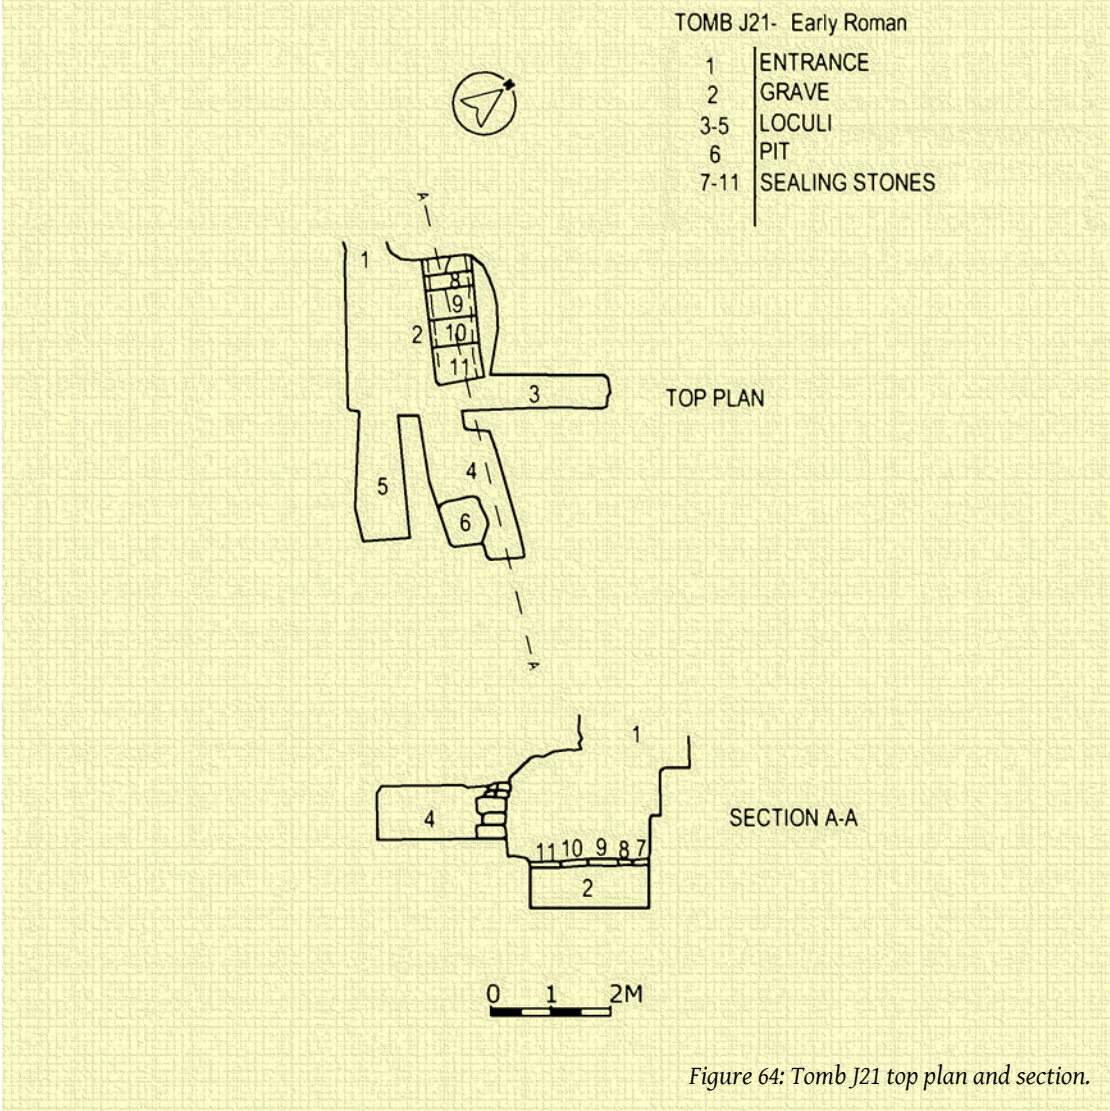 TOMB J21- Early Roman
1 ENTRANCE
2 GRAVE
3-5 LOCULI
6 PIT
7-11 SEALING STONES
A
1
7
8
9
2 10
11
3
TOP PLAN
4
5
6
A
1
4
SECTION A-A
11 10 9 8 7
2
0 1 2M
Figure 64: Tomb J21 top plan and section.